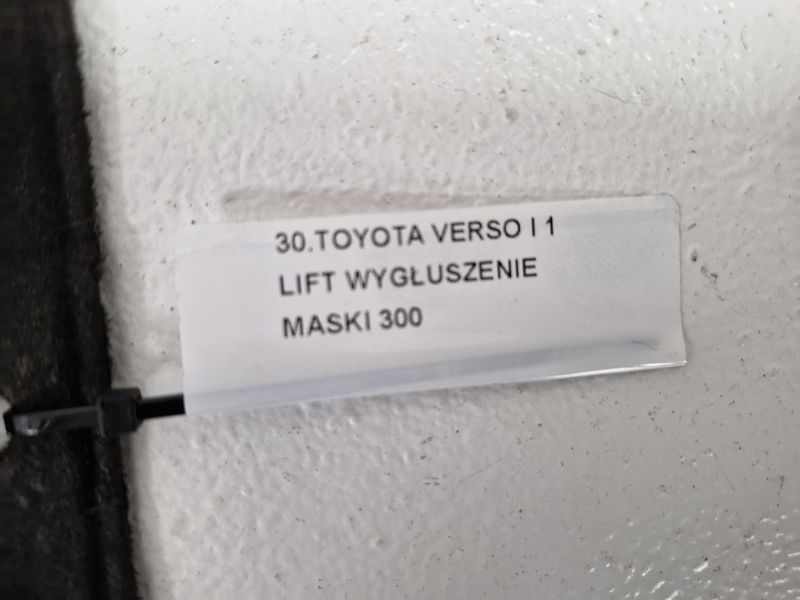 30.TOYOTA VERSO I 1
LIFT WYGŁUSZENIE
MASKI 300